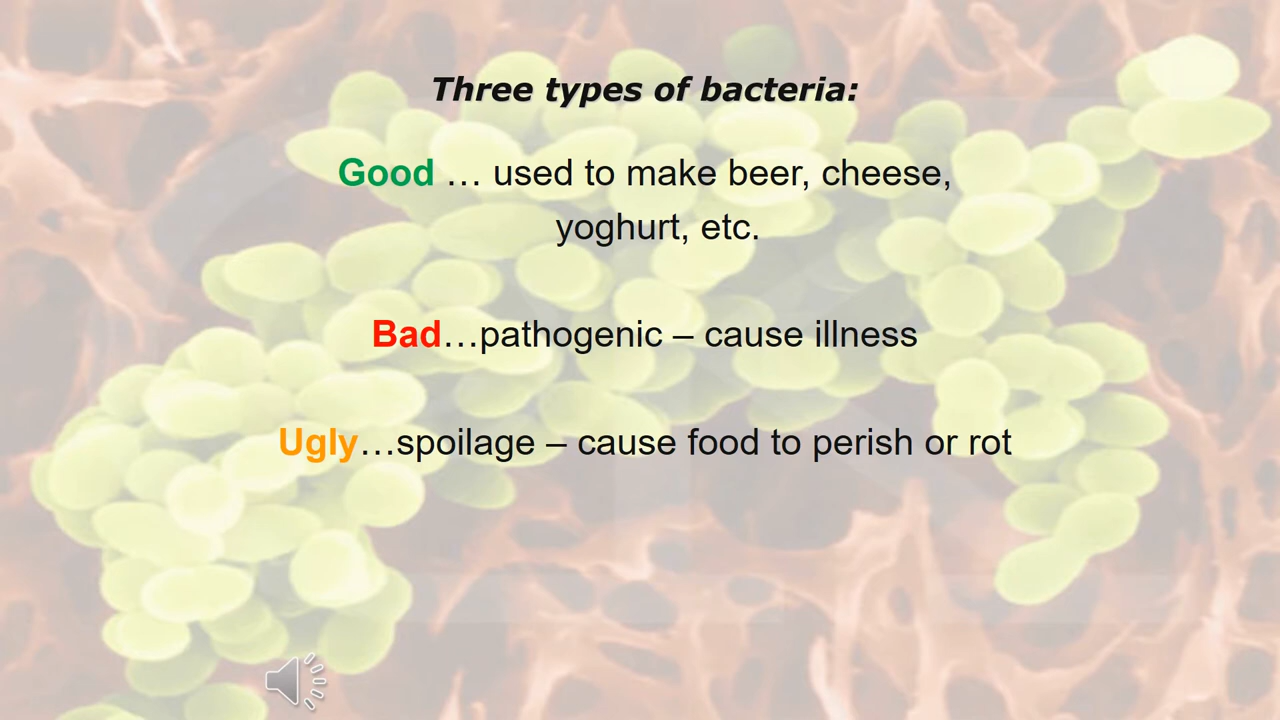 Three types of bacteria:
Good … used to make beer, cheese,
yoghurt, etc.
Bad…pathogenic – cause illness
Ugly…spoilage – cause food to perish or rot